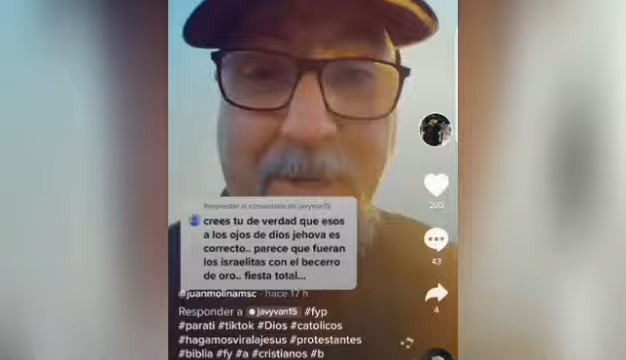 Responder al comentario de javyvan15
crees tu de verdad que esos
a los ojos de dios jehova es
correcto.. parece que fueran
los israelitas con el becerro
de oro.. fiesta total...
203
43
#juanmolinamsc · hace 17 h
4
Responder a javyvan15 #fyp
#parati #tiktok #Dios #catolicos
#hagamosviralajesus #protestantes
#biblia #fy #a #cristianos #b